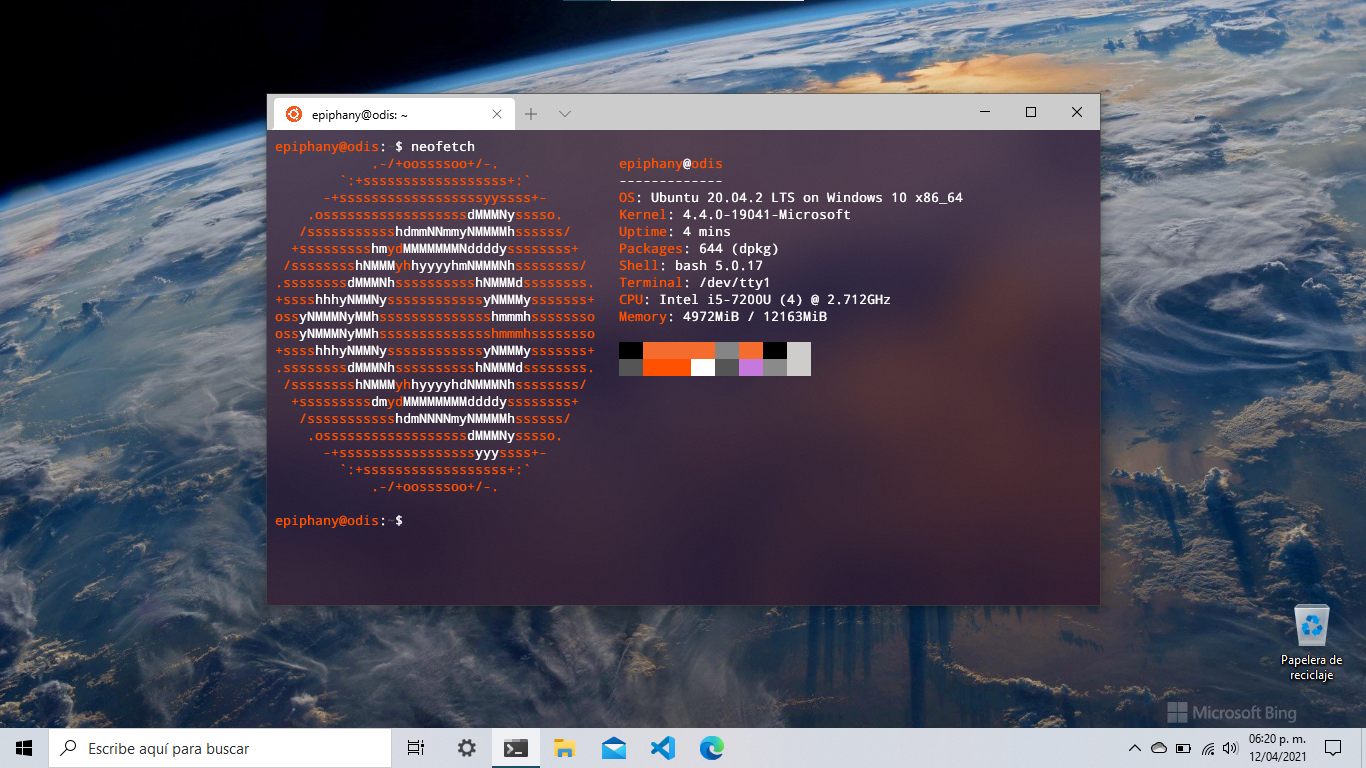 epiphany@odis: ~
epiphany@odis:~$ neofetch
            .-/+oossssoo+/-.
        `:+ssssssssssssssssss+:`
      -+ssssssssssssssssssyyssss+-
    .ossssssssssssssssssdMMMNysssso.
   /ssssssssssshdmmNNmmyNMMMMhssssss/
  +ssssssssshmydMMMMMMMNddddyssssssss+
 /sssssssshNMMMyhhyyyyhmNMMMNhssssssss/
.ssssssssdMMMNhsssssssssshNMMMdssssssss.
+sssshhhyNMMNyssssssssssssyNMMMysssssss+
ossyNMMMNyMMhsssssssssssssshmmmhssssssso
ossyNMMMNyMMhsssssssssssssshmmmhssssssso
+sssshhhyNMMNyssssssssssssyNMMMysssssss+
.ssssssssdMMMNhsssssssssshNMMMdssssssss.
 /sssssssshNMMMyhhyyyyhdNMMMNhssssssss/
  +sssssssssdmydMMMMMMMMddddyssssssss+
   /ssssssssssshdmNNNNmyNMMMMhssssss/
    .ossssssssssssssssssdMMMNysssso.
      -+sssssssssssssssssyyyssss+-
        `:+ssssssssssssssssss+:`
            .-/+oossssoo+/-.
epiphany@odis
-------------
OS: Ubuntu 20.04.2 LTS on Windows 10 x86_64
Kernel: 4.4.0-19041-Microsoft
Uptime: 4 mins
Packages: 644 (dpkg)
Shell: bash 5.0.17
Terminal: /dev/tty1
CPU: Intel i5-7200U (4) @ 2.712GHz
Memory: 4972MiB / 12163MiB
epiphany@odis:~$
Papelera de
reciclaje
Microsoft Bing
Escribe aquí para buscar
06:20 p. m.
12/04/2021